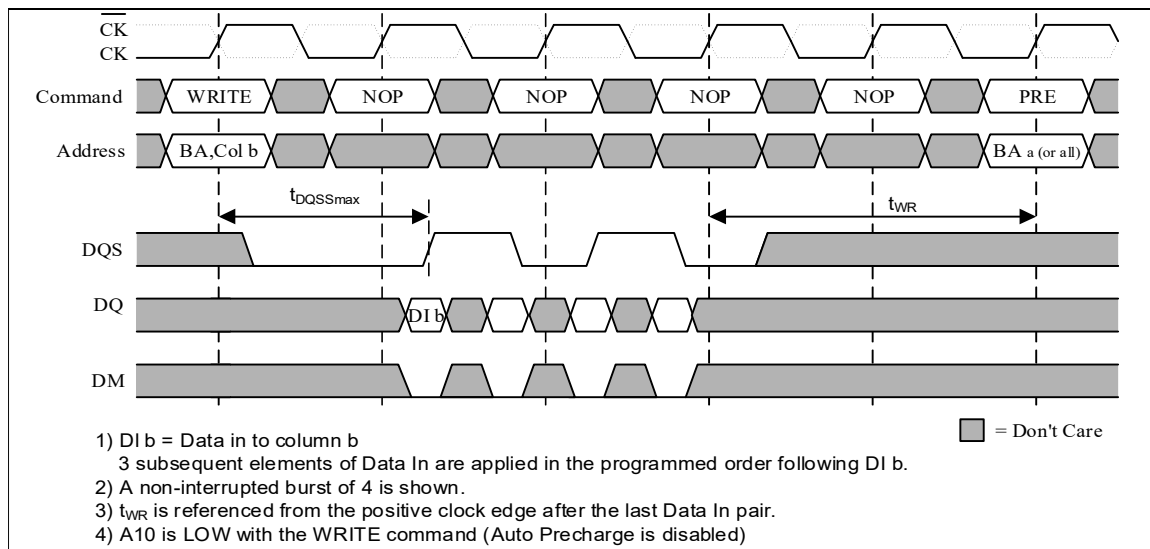 CK
CK
Command WRITE NOP NOP NOP NOP PRE
Address BA,Col b BA a (or all)
tDQSSmax tWR
DQS
DQ DI b
DM
= Don't Care
1) DI b = Data in to column b
3 subsequent elements of Data In are applied in the programmed order following DI b.
2) A non-interrupted burst of 4 is shown.
3) tWR is referenced from the positive clock edge after the last Data In pair.
4) A10 is LOW with the WRITE command (Auto Precharge is disabled)